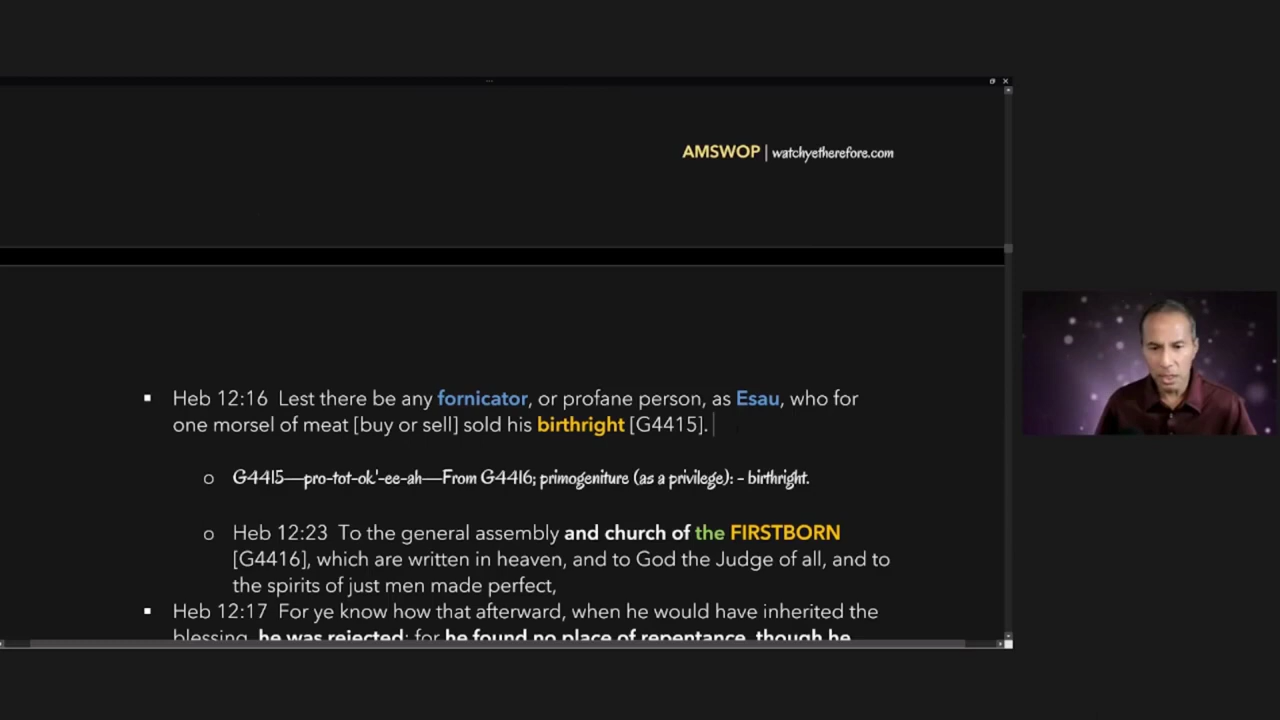 AMSWOP | watchyetherefore.com
▪ Heb 12:16 Lest there be any fornicator, or profane person, as Esau, who for
one morsel of meat [buy or sell] sold his birthright [G4415].
o G4415—pro-tot-ok'-ee-ah—From G4416; primogeniture (as a privilege): - birthright.
o Heb 12:23 To the general assembly and church of the FIRSTBORN
[G4416], which are written in heaven, and to God the Judge of all, and to
the spirits of just men made perfect,
▪ Heb 12:17 For ye know how that afterward, when he would have inherited the
blessing, he was rejected: for he found no place of repentance, though he